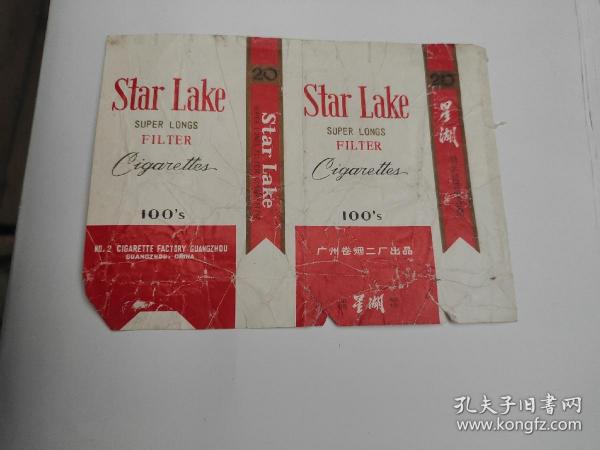 Star Lake
SUPER LONGS
FILTER
Cigarettes
100's
NO. 2 CIGARETTE FACTORY GUANGZHOU
GUANGZHOU, CHINA
20
Star Lake
Star Lake
SUPER LONGS
FILTER
Cigarettes
100's
广州卷烟二厂出品
星湖
20
星湖
孔夫子旧书网
www.kongfz.com